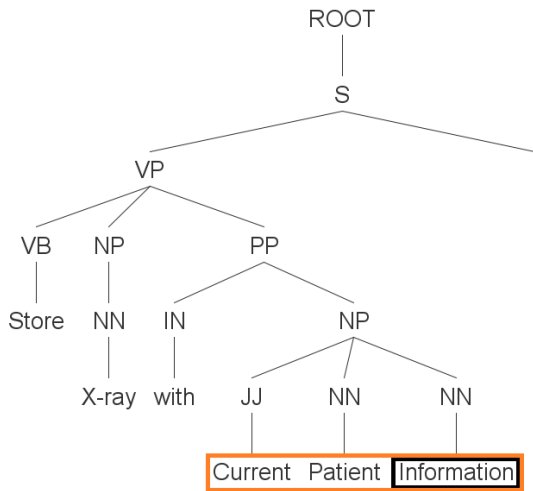 ROOT
S
VP
VB NP PP
Store NN IN NP
X-ray with JJ NN NN
Current Patient Information